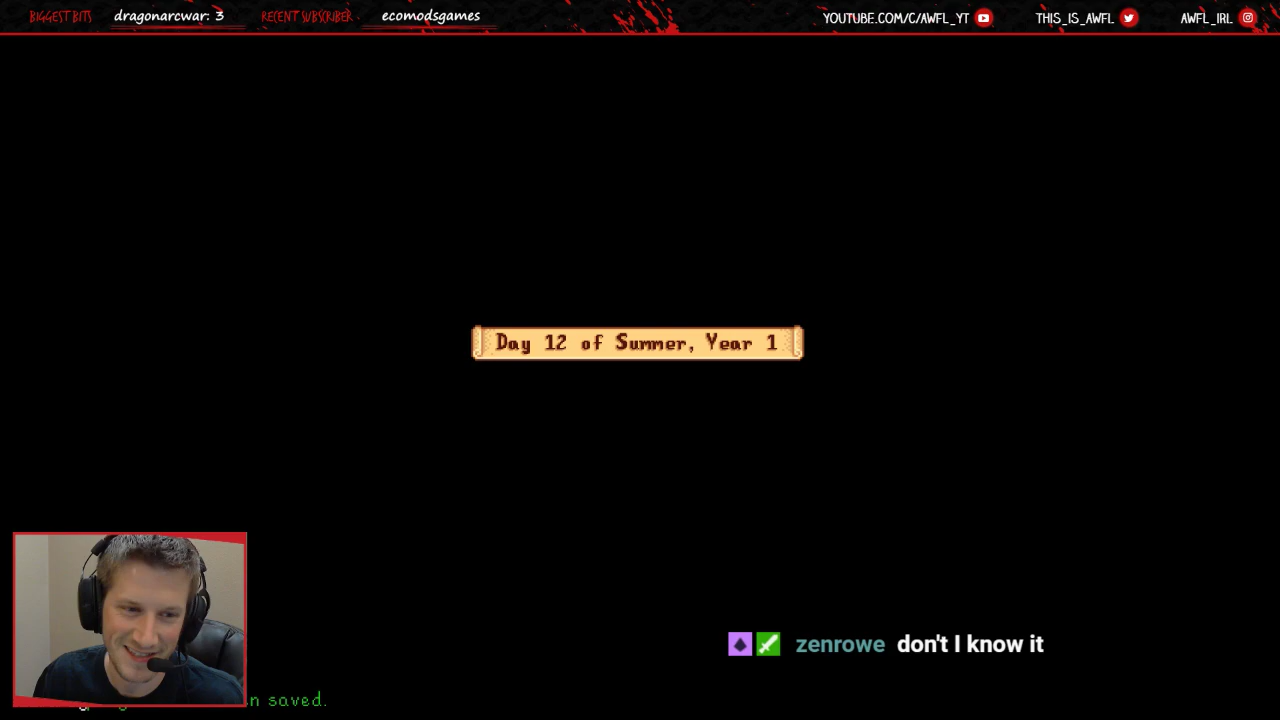 BIGGEST BITS dragonarcwar: 3 RECENT SUBSCRIBER ecomodsgames YOUTUBE.COM/C/AWFL_YT THIS_IS_AWFL AWFL_IRL
Day 12 of Summer, Year 1
zenrowe don't I know it
saved.